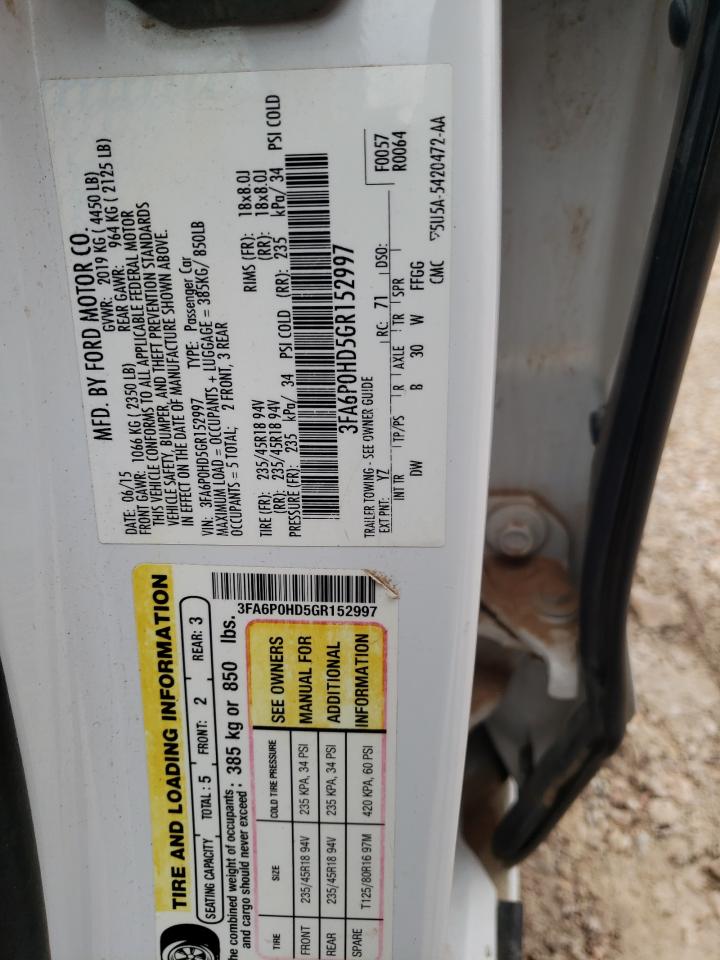 MFD. BY FORD MOTOR CO.
DATE: 06/15 GVWR: 2019 KG ( 4450 LB)
FRONT GAWR: 1066 KG ( 2350 LB) REAR GAWR: 964 KG ( 2125 LB)
THIS VEHICLE CONFORMS TO ALL APPLICABLE FEDERAL MOTOR
VEHICLE SAFETY, BUMPER, AND THEFT PREVENTION STANDARDS
IN EFFECT ON THE DATE OF MANUFACTURE SHOWN ABOVE.
VIN: 3FA6P0HD5GR152997 TYPE: Passenger Car
MAXIMUM LOAD = OCCUPANTS + LUGGAGE = 385KG/ 850LB
OCCUPANTS = 5 TOTAL; 2 FRONT, 3 REAR
TIRE (FR): 235/45R18 94V RIMS (FR): 18x8.0J
(RR): 235/45R18 94V (RR): 18x8.0J
PRESSURE (FR): 235 kPa/ 34 PSI COLD (RR): 235 kPa/ 34 PSI COLD
3FA6P0HD5GR152997
F0057
R0064
TRAILER TOWING - SEE OWNER GUIDE
EXT PNT: YZ RC: 71 DSO:
INT TR TP/PS R AXLE TR SPR
DW B 30 W FFGG
CMC 5U5A-5420472-AA
TIRE AND LOADING INFORMATION
SEATING CAPACITY TOTAL : 5 FRONT: 2 REAR: 3
he combined weight of occupants
and cargo should never exceed : 385 kg or 850 lbs.
3FA6P0HD5GR152997
TIRE SIZE COLD TIRE PRESSURE SEE OWNERS
FRONT 235/45R18 94V 235 KPA, 34 PSI MANUAL FOR
REAR 235/45R18 94V 235 KPA, 34 PSI ADDITIONAL
SPARE T125/80R16 97M 420 KPA, 60 PSI INFORMATION